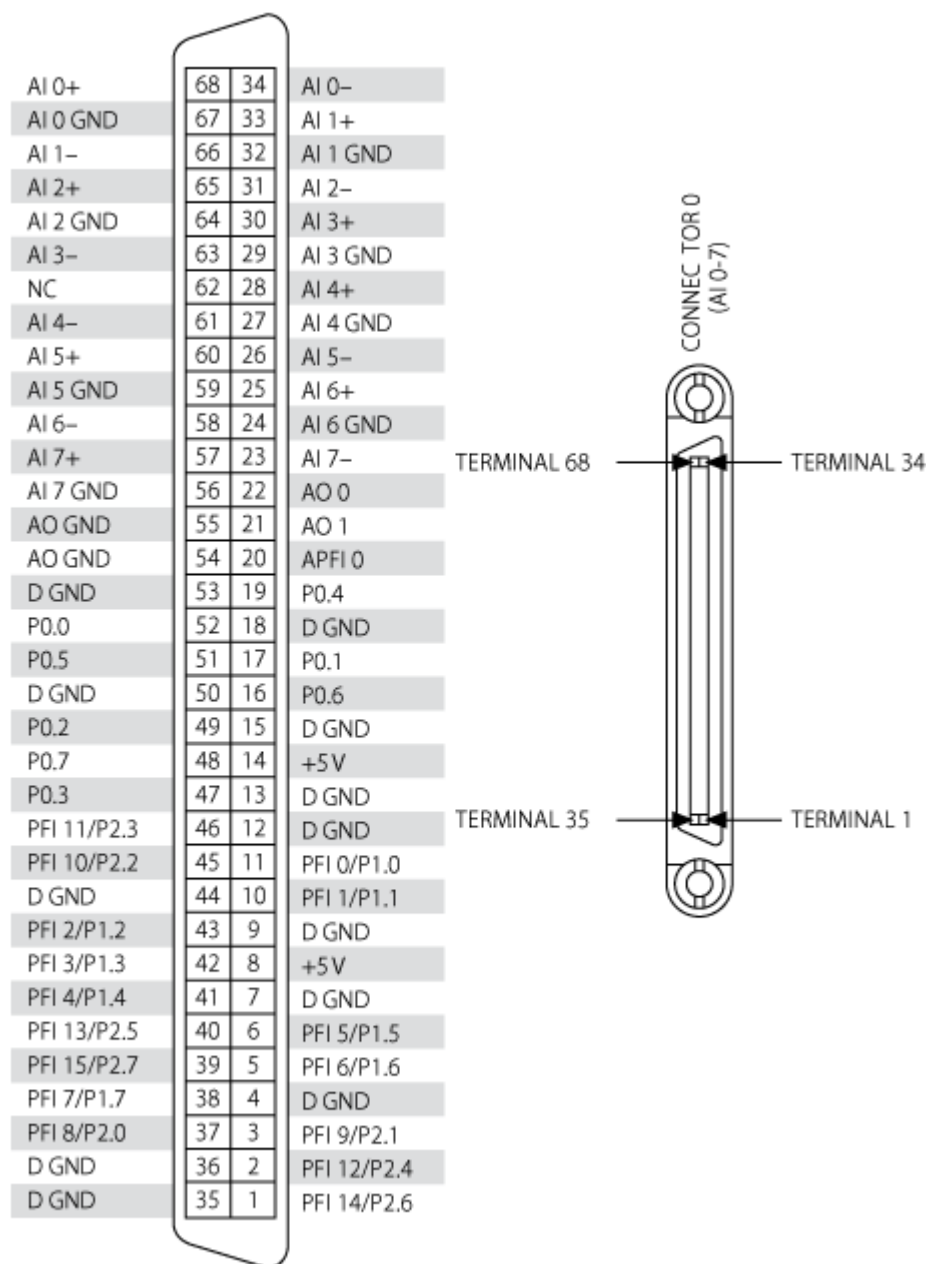 AI 0+ 68 34 AI 0–
AI 0 GND 67 33 AI 1+
AI 1– 66 32 AI 1 GND
AI 2+ 65 31 AI 2–
AI 2 GND 64 30 AI 3+
AI 3– 63 29 AI 3 GND
NC 62 28 AI 4+
AI 4– 61 27 AI 4 GND
AI 5+ 60 26 AI 5–
AI 5 GND 59 25 AI 6+
AI 6– 58 24 AI 6 GND
AI 7+ 57 23 AI 7–
AI 7 GND 56 22 AO 0
AO GND 55 21 AO 1
AO GND 54 20 APFI 0
D GND 53 19 P0.4
P0.0 52 18 D GND
P0.5 51 17 P0.1
D GND 50 16 P0.6
P0.2 49 15 D GND
P0.7 48 14 +5 V
P0.3 47 13 D GND
PFI 11/P2.3 46 12 D GND
PFI 10/P2.2 45 11 PFI 0/P1.0
D GND 44 10 PFI 1/P1.1
PFI 2/P1.2 43 9 D GND
PFI 3/P1.3 42 8 +5 V
PFI 4/P1.4 41 7 D GND
PFI 13/P2.5 40 6 PFI 5/P1.5
PFI 15/P2.7 39 5 PFI 6/P1.6
PFI 7/P1.7 38 4 D GND
PFI 8/P2.0 37 3 PFI 9/P2.1
D GND 36 2 PFI 12/P2.4
D GND 35 1 PFI 14/P2.6
CONNEC TOR 0
(AI 0-7)
TERMINAL 68 TERMINAL 34
TERMINAL 35 TERMINAL 1